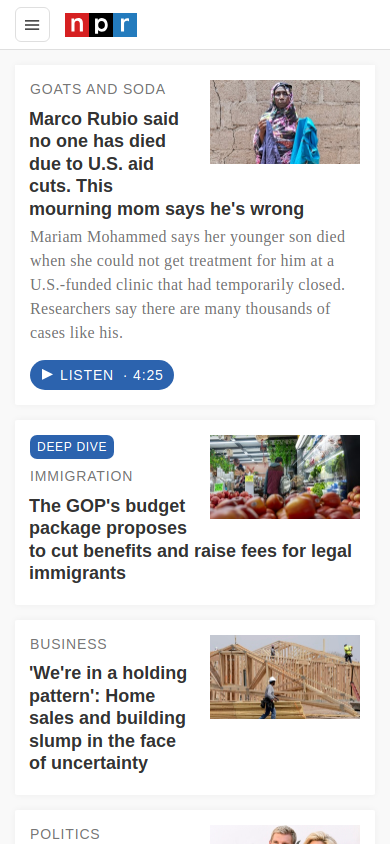 npr
GOATS AND SODA
Marco Rubio said
no one has died
due to U.S. aid
cuts. This
mourning mom says he's wrong
Mariam Mohammed says her younger son died
when she could not get treatment for him at a
U.S.-funded clinic that had temporarily closed.
Researchers say there are many thousands of
cases like his.
LISTEN · 4:25
DEEP DIVE
IMMIGRATION
The GOP's budget
package proposes
to cut benefits and raise fees for legal
immigrants
BUSINESS
'We're in a holding
pattern': Home
sales and building
slump in the face
of uncertainty
POLITICS